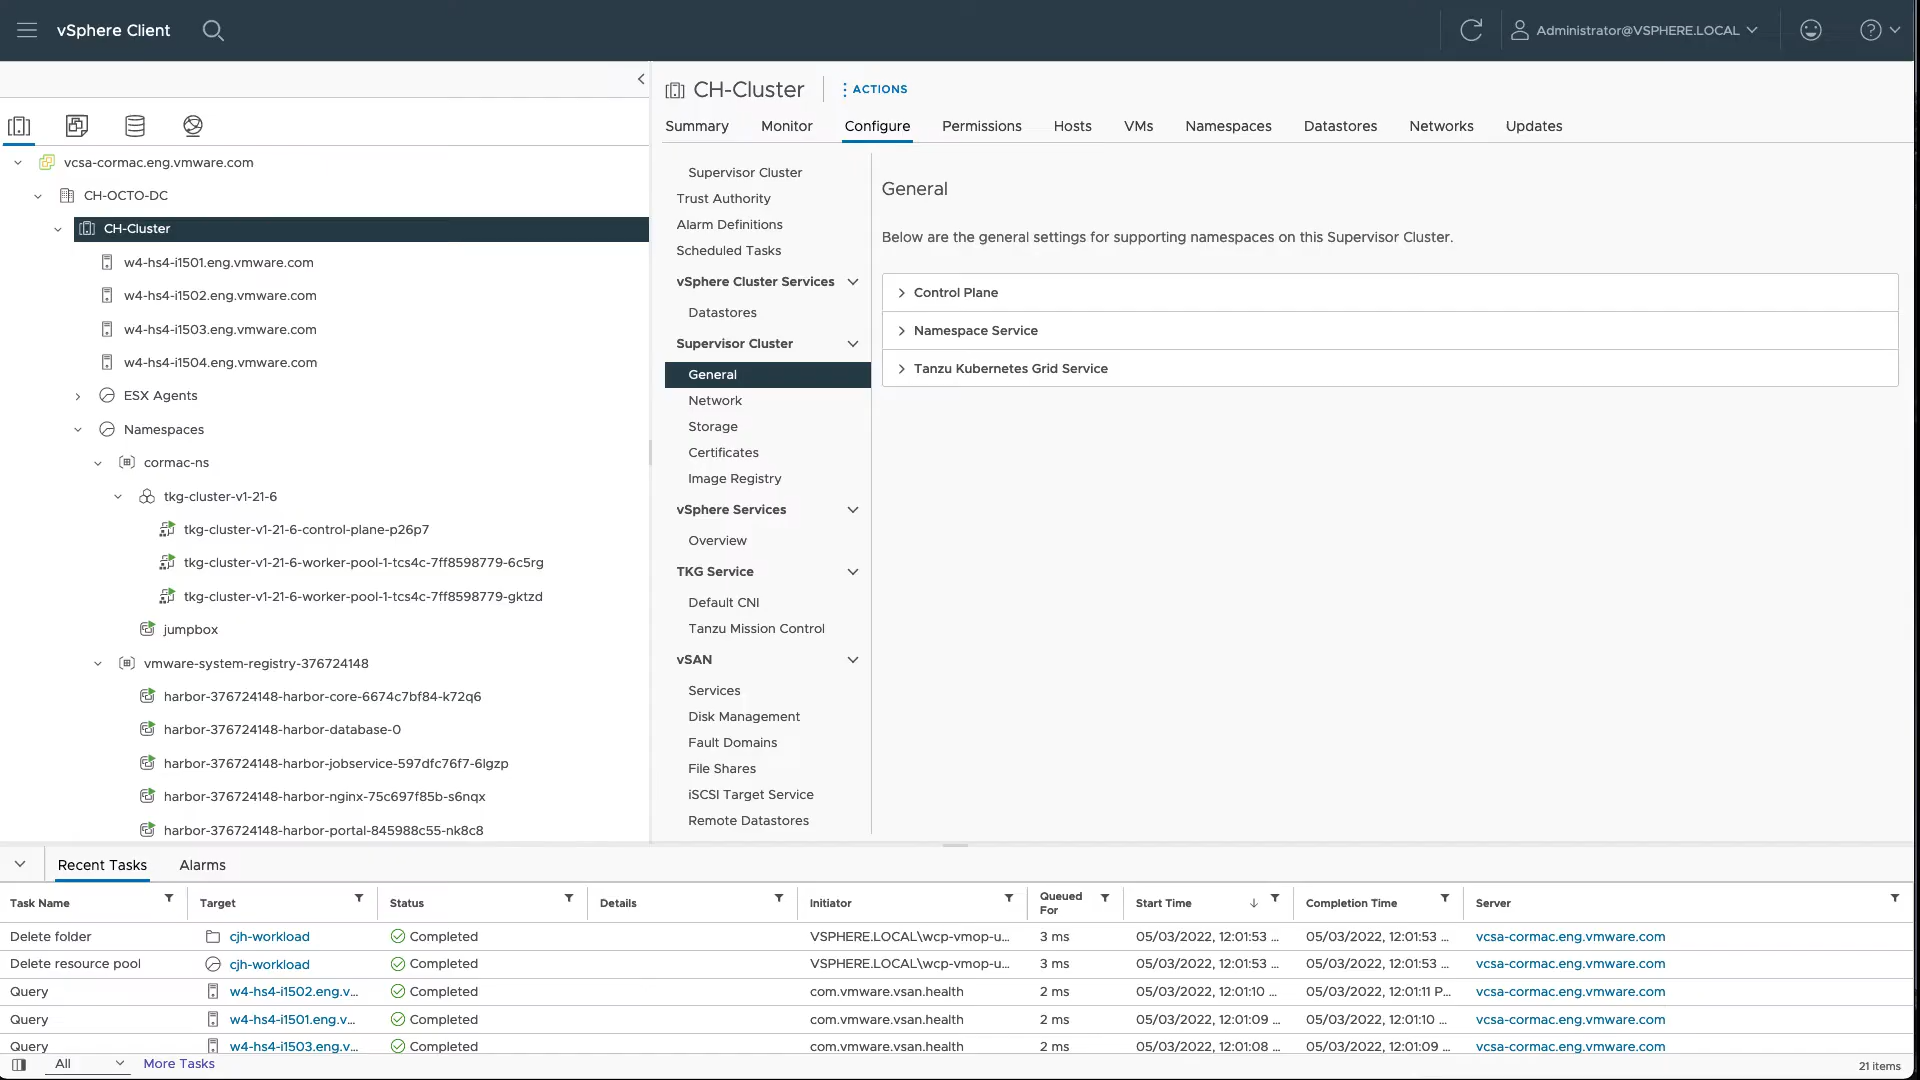 vSphere Client
Administrator@VSPHERE.LOCAL
CH-Cluster
ACTIONS
Summary Monitor Configure Permissions Hosts VMs Namespaces Datastores Networks Updates
vcsa-cormac.eng.vmware.com
CH-OCTO-DC
CH-Cluster
w4-hs4-i1501.eng.vmware.com
w4-hs4-i1502.eng.vmware.com
w4-hs4-i1503.eng.vmware.com
w4-hs4-i1504.eng.vmware.com
ESX Agents
Namespaces
cormac-ns
tkg-cluster-v1-21-6
tkg-cluster-v1-21-6-control-plane-p26p7
tkg-cluster-v1-21-6-worker-pool-1-tcs4c-7ff8598779-6c5rg
tkg-cluster-v1-21-6-worker-pool-1-tcs4c-7ff8598779-gktzd
jumpbox
vmware-system-registry-376724148
harbor-376724148-harbor-core-6674c7bf84-k72q6
harbor-376724148-harbor-database-0
harbor-376724148-harbor-jobservice-597dfc76f7-6lgzp
harbor-376724148-harbor-nginx-75c697f85b-s6nqx
harbor-376724148-harbor-portal-845988c55-nk8c8
Supervisor Cluster
Trust Authority
Alarm Definitions
Scheduled Tasks
vSphere Cluster Services
Datastores
Supervisor Cluster
General
Network
Storage
Certificates
Image Registry
vSphere Services
Overview
TKG Service
Default CNI
Tanzu Mission Control
vSAN
Services
Disk Management
Fault Domains
File Shares
iSCSI Target Service
Remote Datastores
General
Below are the general settings for supporting namespaces on this Supervisor Cluster.
Control Plane
Namespace Service
Tanzu Kubernetes Grid Service
Recent Tasks Alarms
Task Name Target Status Details Initiator Queued For Start Time Completion Time Server
Delete folder cjh-workload Completed VSPHERE.LOCAL\wcp-vmop-u... 3 ms 05/03/2022, 12:01:53 ... 05/03/2022, 12:01:53 ... vcsa-cormac.eng.vmware.com
Delete resource pool cjh-workload Completed VSPHERE.LOCAL\wcp-vmop-u... 3 ms 05/03/2022, 12:01:53 ... 05/03/2022, 12:01:53 ... vcsa-cormac.eng.vmware.com
Query w4-hs4-i1502.eng.v... Completed com.vmware.vsan.health 2 ms 05/03/2022, 12:01:10 ... 05/03/2022, 12:01:11 P... vcsa-cormac.eng.vmware.com
Query w4-hs4-i1501.eng.v... Completed com.vmware.vsan.health 2 ms 05/03/2022, 12:01:09 ... 05/03/2022, 12:01:10 ... vcsa-cormac.eng.vmware.com
Query w4-hs4-i1503.eng.v... Completed com.vmware.vsan.health 2 ms 05/03/2022, 12:01:08 ... 05/03/2022, 12:01:09 ... vcsa-cormac.eng.vmware.com
All More Tasks 21 items